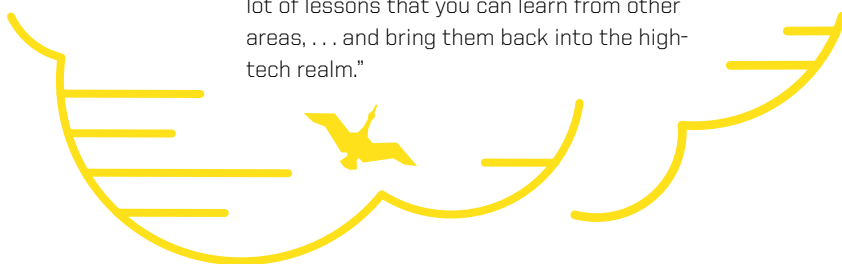 lot of lessons that you can learn from other
areas, . . . and bring them back into the high-
tech realm.”